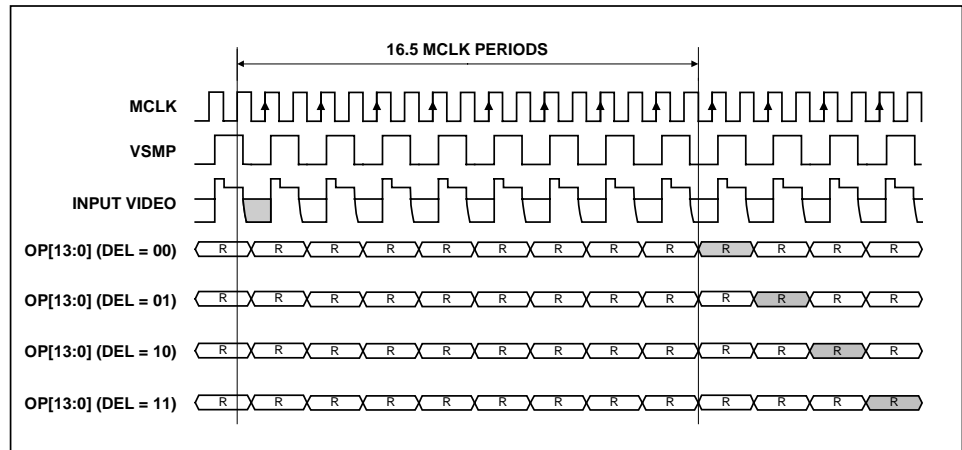 16.5 MCLK PERIODS
MCLK
VSMP
INPUT VIDEO
OP[13:0] (DEL = 00) R R R R R R R R R R R R R
OP[13:0] (DEL = 01) R R R R R R R R R R R R R
OP[13:0] (DEL = 10) R R R R R R R R R R R R R
OP[13:0] (DEL = 11) R R R R R R R R R R R R R